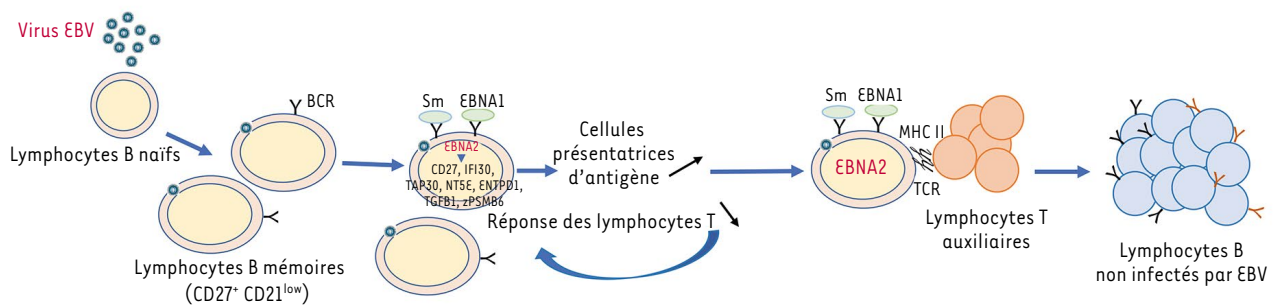 Virus EBV
Lymphocytes B naïfs
BCR
Lymphocytes B mémoires
(CD27+ CD21low)
Sm EBNA1
EBNA2
CD27, IFI30,
TAP30, NT5E, ENTPD1,
TGFB1, zPSMB6
Cellules
présentatrices
d'antigène
Réponse des lymphocytes T
Sm EBNA1
MHC II
EBNA2
TCR
Lymphocytes T
auxiliaires
Lymphocytes B
non infectés par EBV